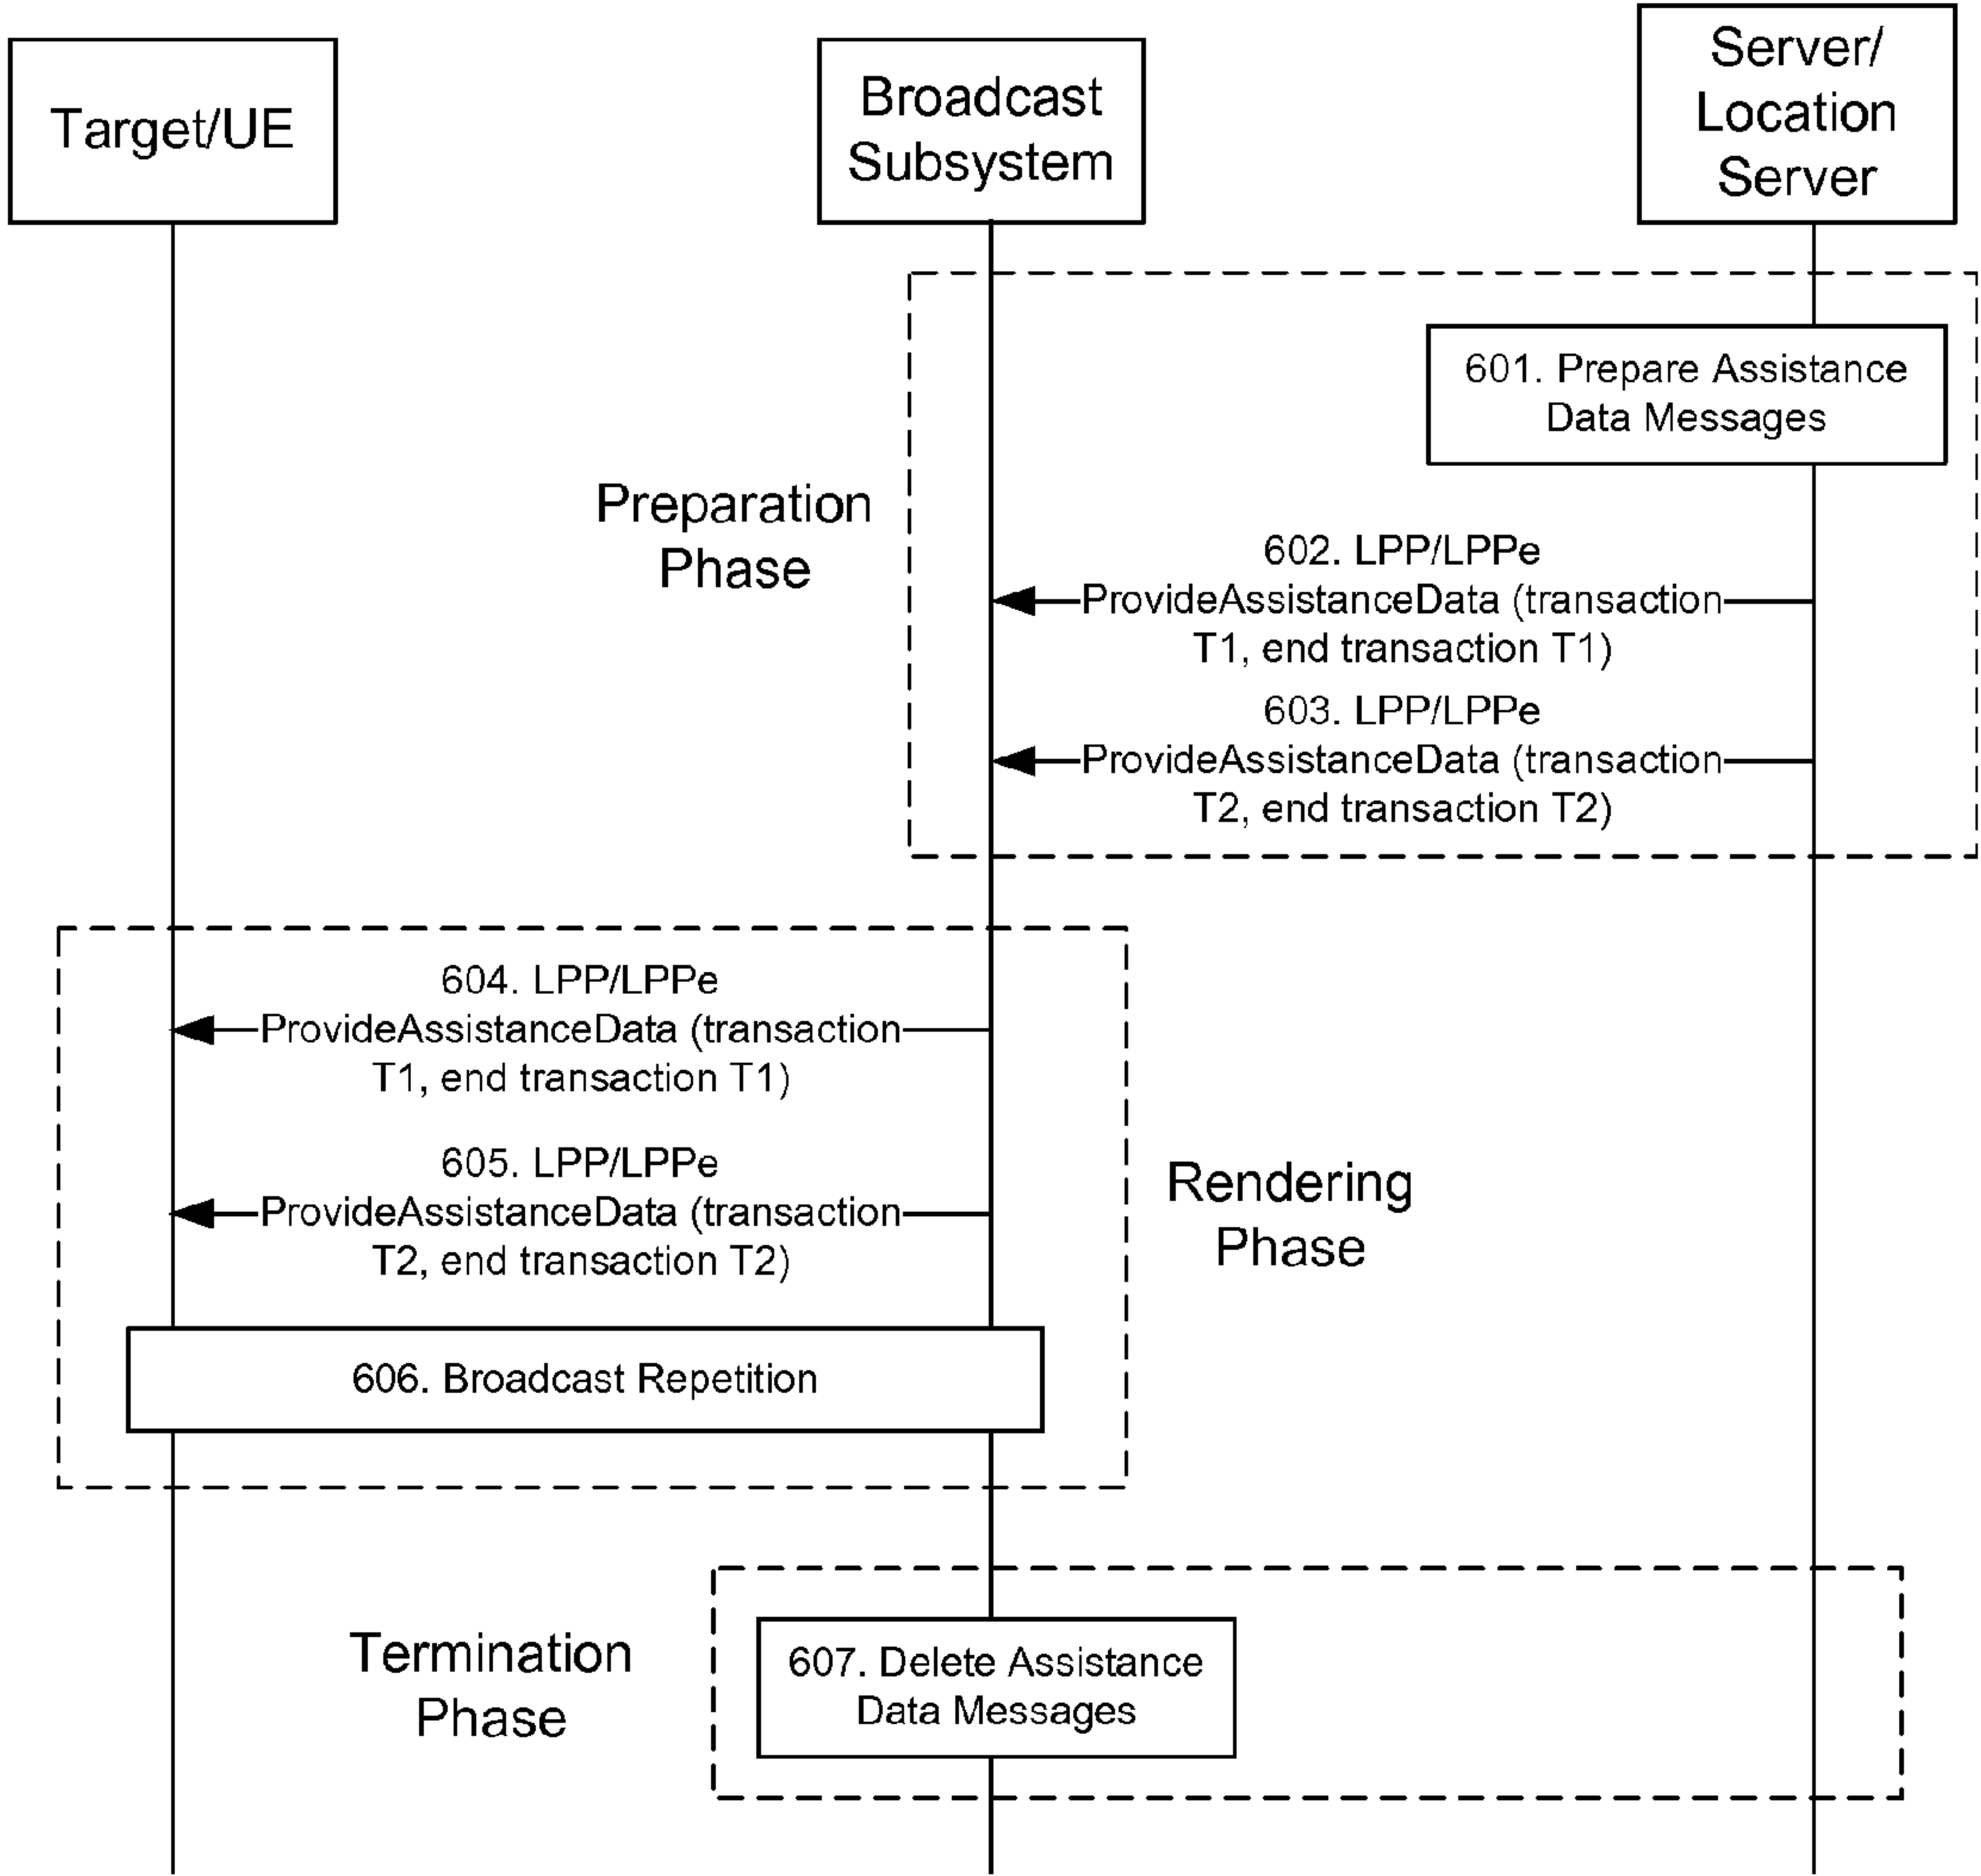 Target/UE
Broadcast
Subsystem
Server/
Location
Server
601. Prepare Assistance
Data Messages
Preparation
Phase
602. LPP/LPPe
ProvideAssistanceData (transaction
T1, end transaction T1)
603. LPP/LPPe
ProvideAssistanceData (transaction
T2, end transaction T2)
604. LPP/LPPe
ProvideAssistanceData (transaction
T1, end transaction T1)
605. LPP/LPPe
ProvideAssistanceData (transaction
T2, end transaction T2)
Rendering
Phase
606. Broadcast Repetition
Termination
Phase
607. Delete Assistance
Data Messages